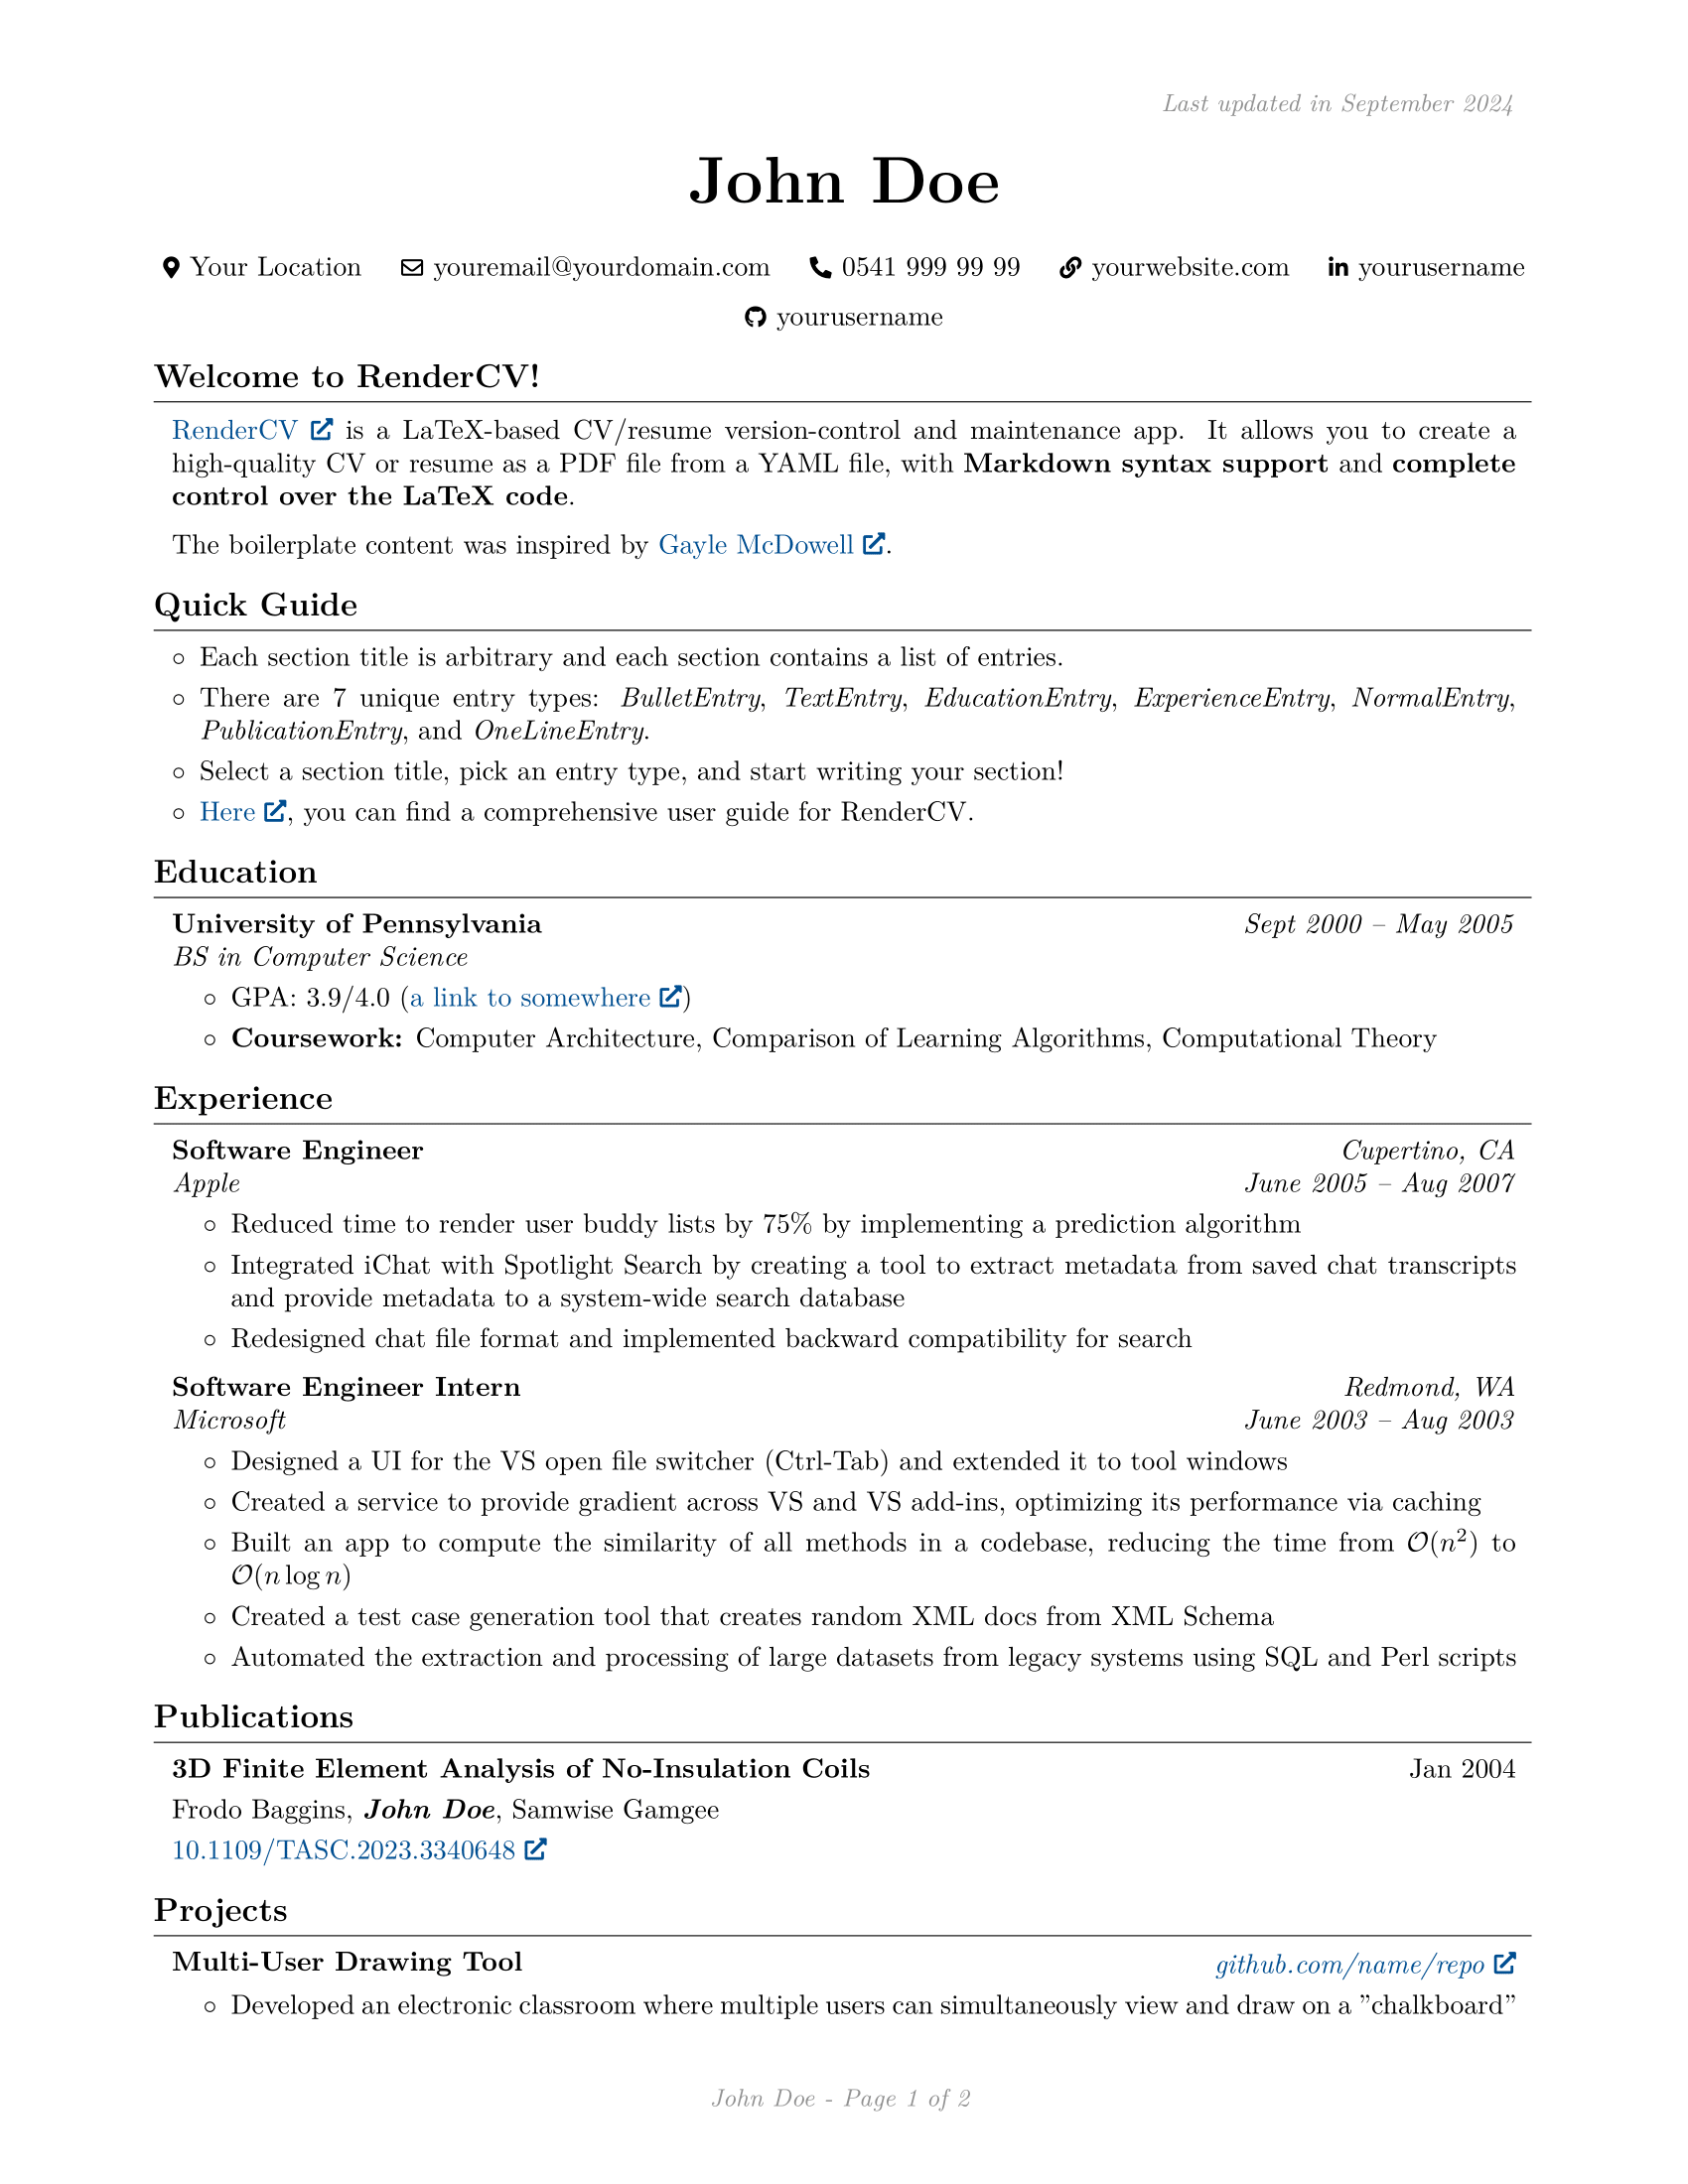 Last updated in September 2024
John Doe
Your Location youremail@yourdomain.com 0541 999 99 99 yourwebsite.com yourusername
yourusername
Welcome to RenderCV!
RenderCV is a LaTeX-based CV/resume version-control and maintenance app. It allows you to create a
high-quality CV or resume as a PDF file from a YAML file, with Markdown syntax support and complete
control over the LaTeX code.
The boilerplate content was inspired by Gayle McDowell.
Quick Guide
◦ Each section title is arbitrary and each section contains a list of entries.
◦ There are 7 unique entry types: BulletEntry, TextEntry, EducationEntry, ExperienceEntry, NormalEntry,
PublicationEntry, and OneLineEntry.
◦ Select a section title, pick an entry type, and start writing your section!
◦ Here, you can find a comprehensive user guide for RenderCV.
Education
University of Pennsylvania Sept 2000 – May 2005
BS in Computer Science
◦ GPA: 3.9/4.0 (a link to somewhere)
◦ Coursework: Computer Architecture, Comparison of Learning Algorithms, Computational Theory
Experience
Software Engineer Cupertino, CA
Apple June 2005 – Aug 2007
◦ Reduced time to render user buddy lists by 75% by implementing a prediction algorithm
◦ Integrated iChat with Spotlight Search by creating a tool to extract metadata from saved chat transcripts
and provide metadata to a system-wide search database
◦ Redesigned chat file format and implemented backward compatibility for search
Software Engineer Intern Redmond, WA
Microsoft June 2003 – Aug 2003
◦ Designed a UI for the VS open file switcher (Ctrl-Tab) and extended it to tool windows
◦ Created a service to provide gradient across VS and VS add-ins, optimizing its performance via caching
◦ Built an app to compute the similarity of all methods in a codebase, reducing the time from 𝒪(n²) to
𝒪(n log n)
◦ Created a test case generation tool that creates random XML docs from XML Schema
◦ Automated the extraction and processing of large datasets from legacy systems using SQL and Perl scripts
Publications
3D Finite Element Analysis of No-Insulation Coils Jan 2004
Frodo Baggins, John Doe, Samwise Gamgee
10.1109/TASC.2023.3340648
Projects
Multi-User Drawing Tool github.com/name/repo
◦ Developed an electronic classroom where multiple users can simultaneously view and draw on a ”chalkboard”
John Doe - Page 1 of 2